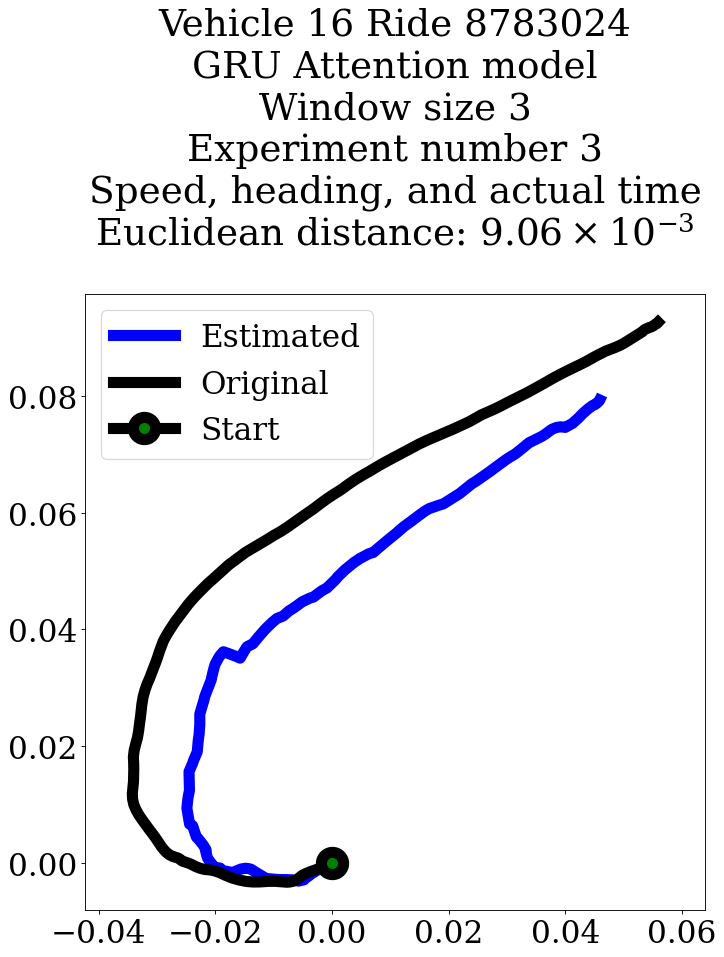 Vehicle 16 Ride 8783024
GRU Attention model
Window size 3
Experiment number 3
Speed, heading, and actual time
Euclidean distance: 9.06 × 10⁻³
Estimated
Original
Start
0.08
0.06
0.04
0.02
0.00
−0.04 −0.02 0.00 0.02 0.04 0.06